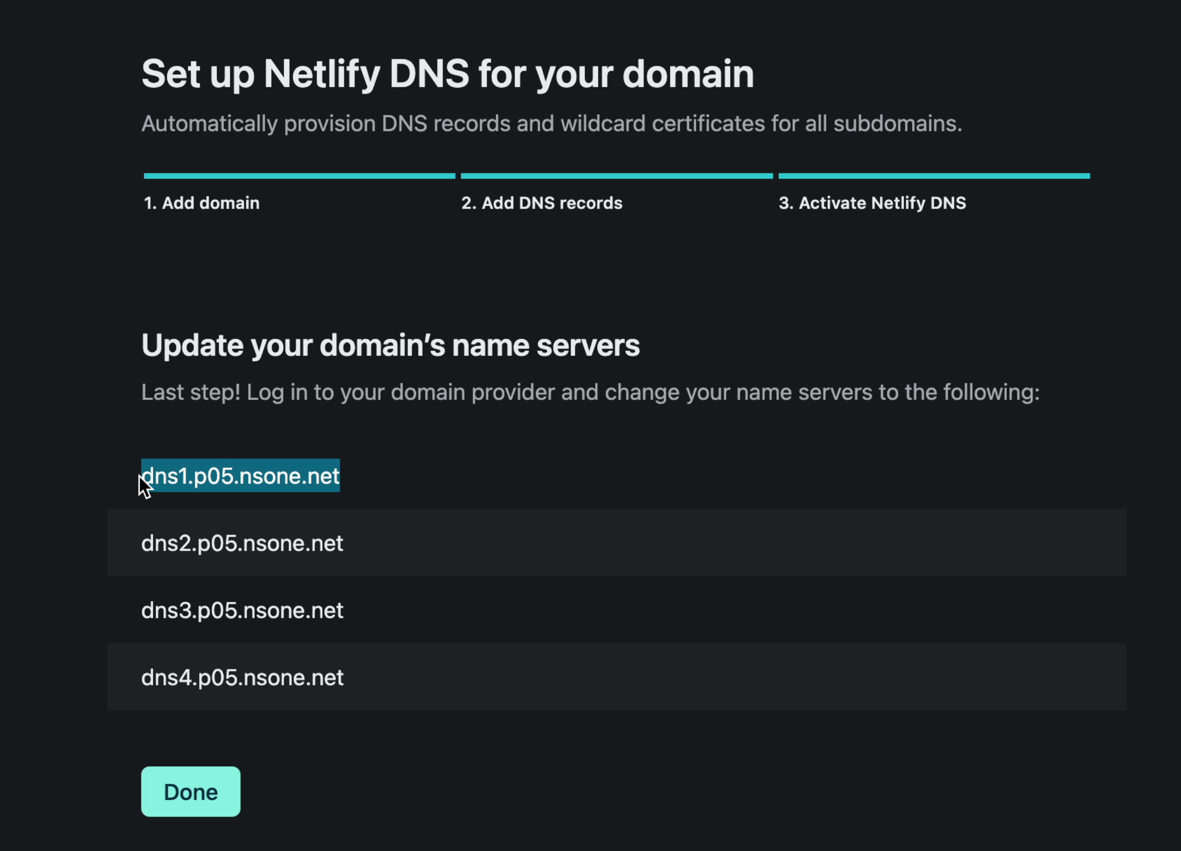 Set up Netlify DNS for your domain
Automatically provision DNS records and wildcard certificates for all subdomains.
1. Add domain
2. Add DNS records
3. Activate Netlify DNS
Update your domain’s name servers
Last step! Log in to your domain provider and change your name servers to the following:
dns1.p05.nsone.net
dns2.p05.nsone.net
dns3.p05.nsone.net
dns4.p05.nsone.net
Done